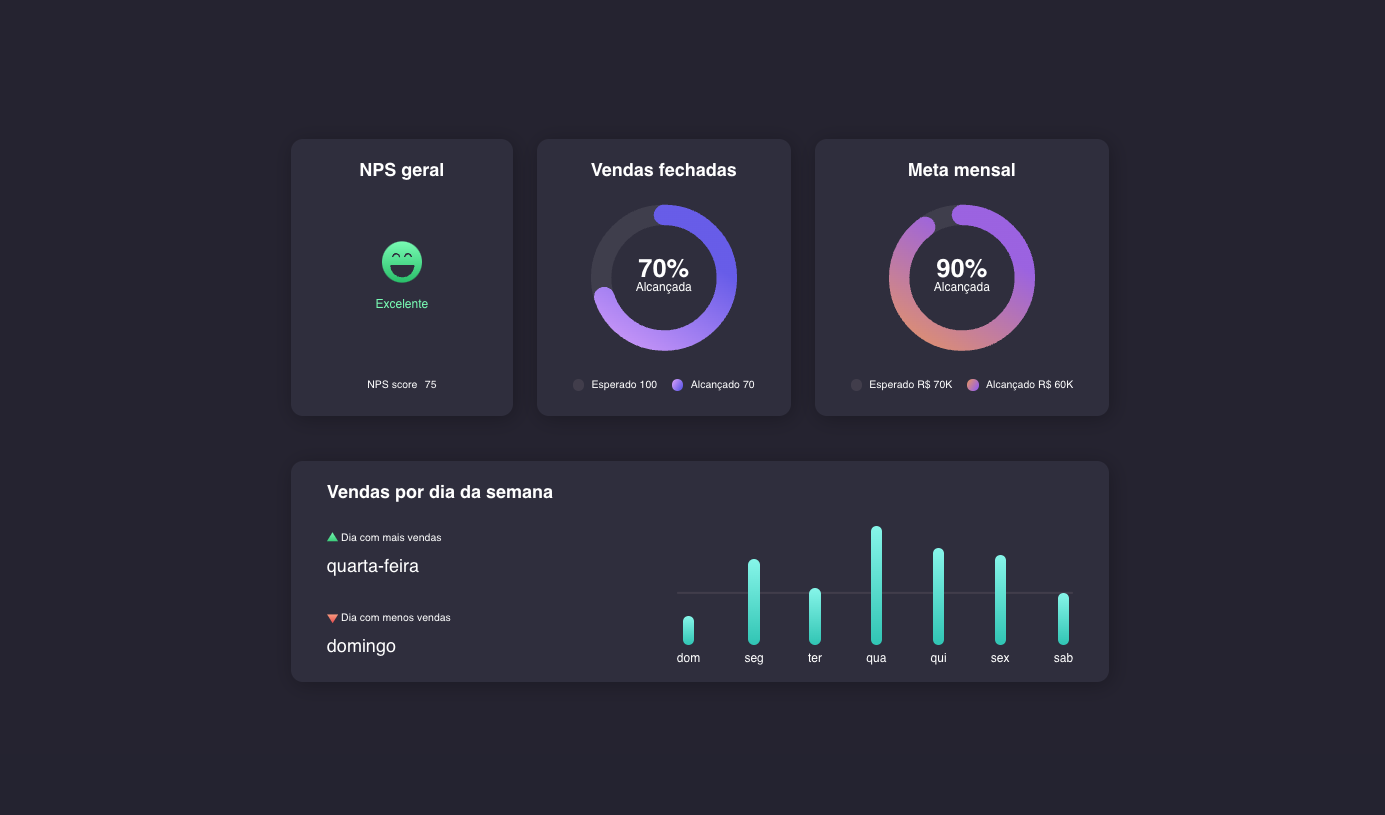 NPS geral
Excelente
NPS score 75
Vendas fechadas
70%
Alcançada
Esperado 100 Alcançado 70
Meta mensal
90%
Alcançada
Esperado R$ 70K Alcançado R$ 60K
Vendas por dia da semana
Dia com mais vendas
quarta-feira
Dia com menos vendas
domingo
dom seg ter qua qui sex sab